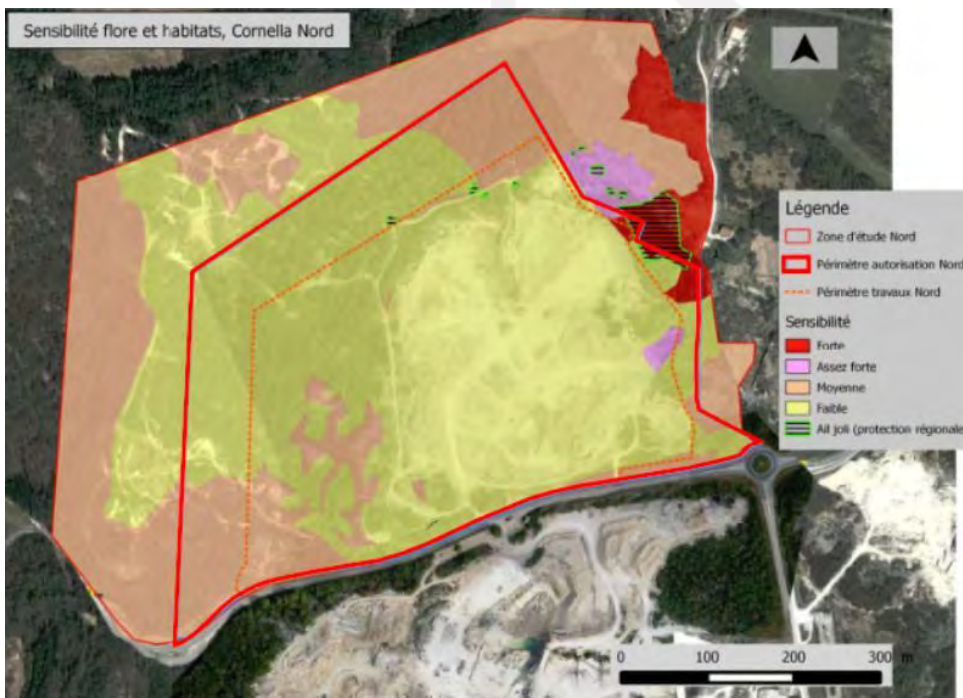 Sensibilité flore et habitats, Cornella Nord
Légende
Zone d'étude Nord
Périmètre autorisation Nord
Périmètre travaux Nord
Sensibilité
Forte
Assez forte
Moyenne
Faible
Ail joli (protection régionale
0 100 200 300 m